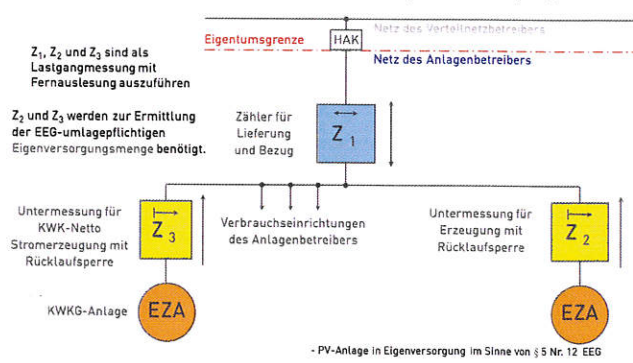 Netz des Verteilnetzbetreibers
Eigentumsgrenze
HAK
Netz des Anlagenbetreibers
Z1, Z2 und Z3 sind als
Lastgangmessung mit
Fernauslesung auszuführen
Z2 und Z3 werden zur Ermittlung
der EEG-umlagepflichtigen
Eigenversorgungsmenge benötigt.
Zähler für
Lieferung
und Bezug
Z 1
Untermessung für
KWK-Netto
Stromerzeugung mit
Rücklaufsperre
Z 3
Verbrauchseinrichtungen
des Anlagenbetreibers
Untermessung für
Erzeugung mit
Rücklaufsperre
Z 2
KWKG-Anlage
EZA
EZA
- PV-Anlage in Eigenversorgung im Sinne von § 5 Nr. 12 EEG